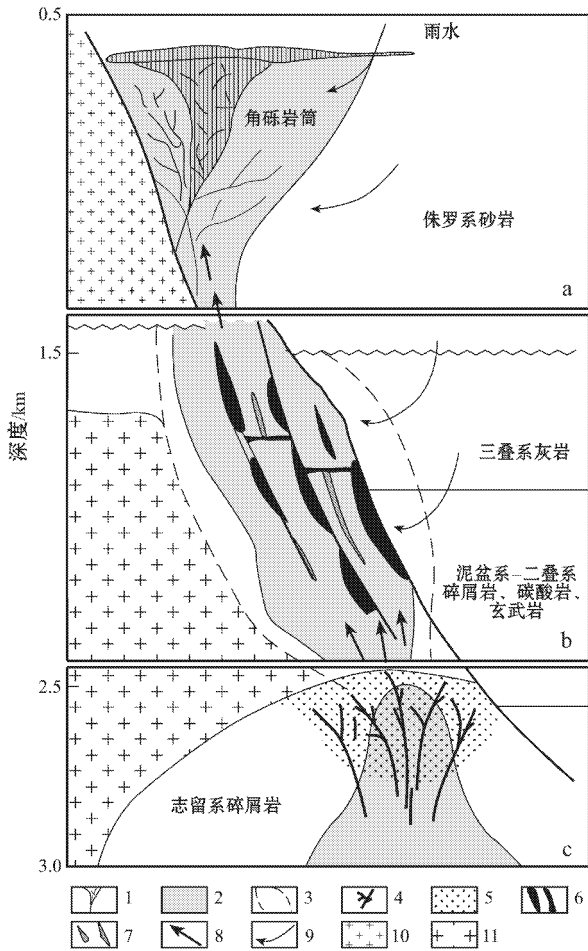 0.5
雨水
角砾岩筒
侏罗系砂岩
a
1.5
深度/km
三叠系灰岩
泥盆系-二叠系
碎屑岩、碳酸岩、
玄武岩
b
2.5
志留系碎屑岩
3.0
c
1 2 3 4 5 6
7 8 9 10 11